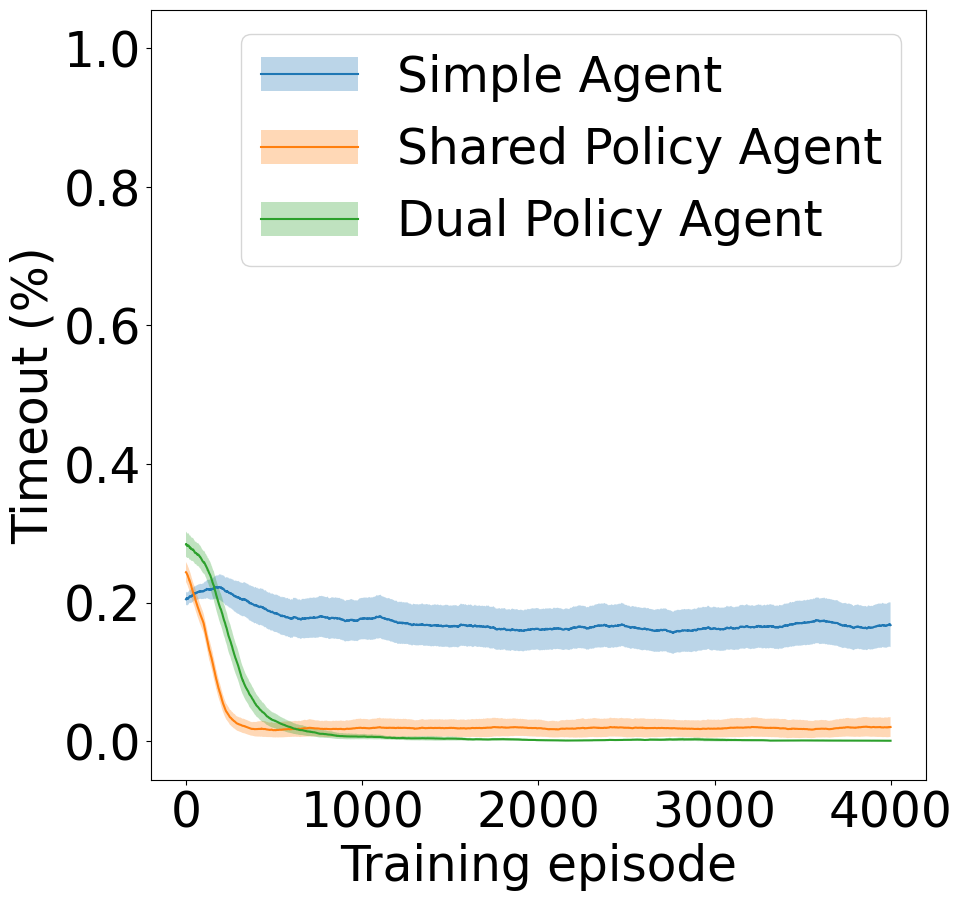 1.0
0.8
0.6
0.4
0.2
0.0
Timeout (%)
Simple Agent
Shared Policy Agent
Dual Policy Agent
0 1000 2000 3000 4000
Training episode